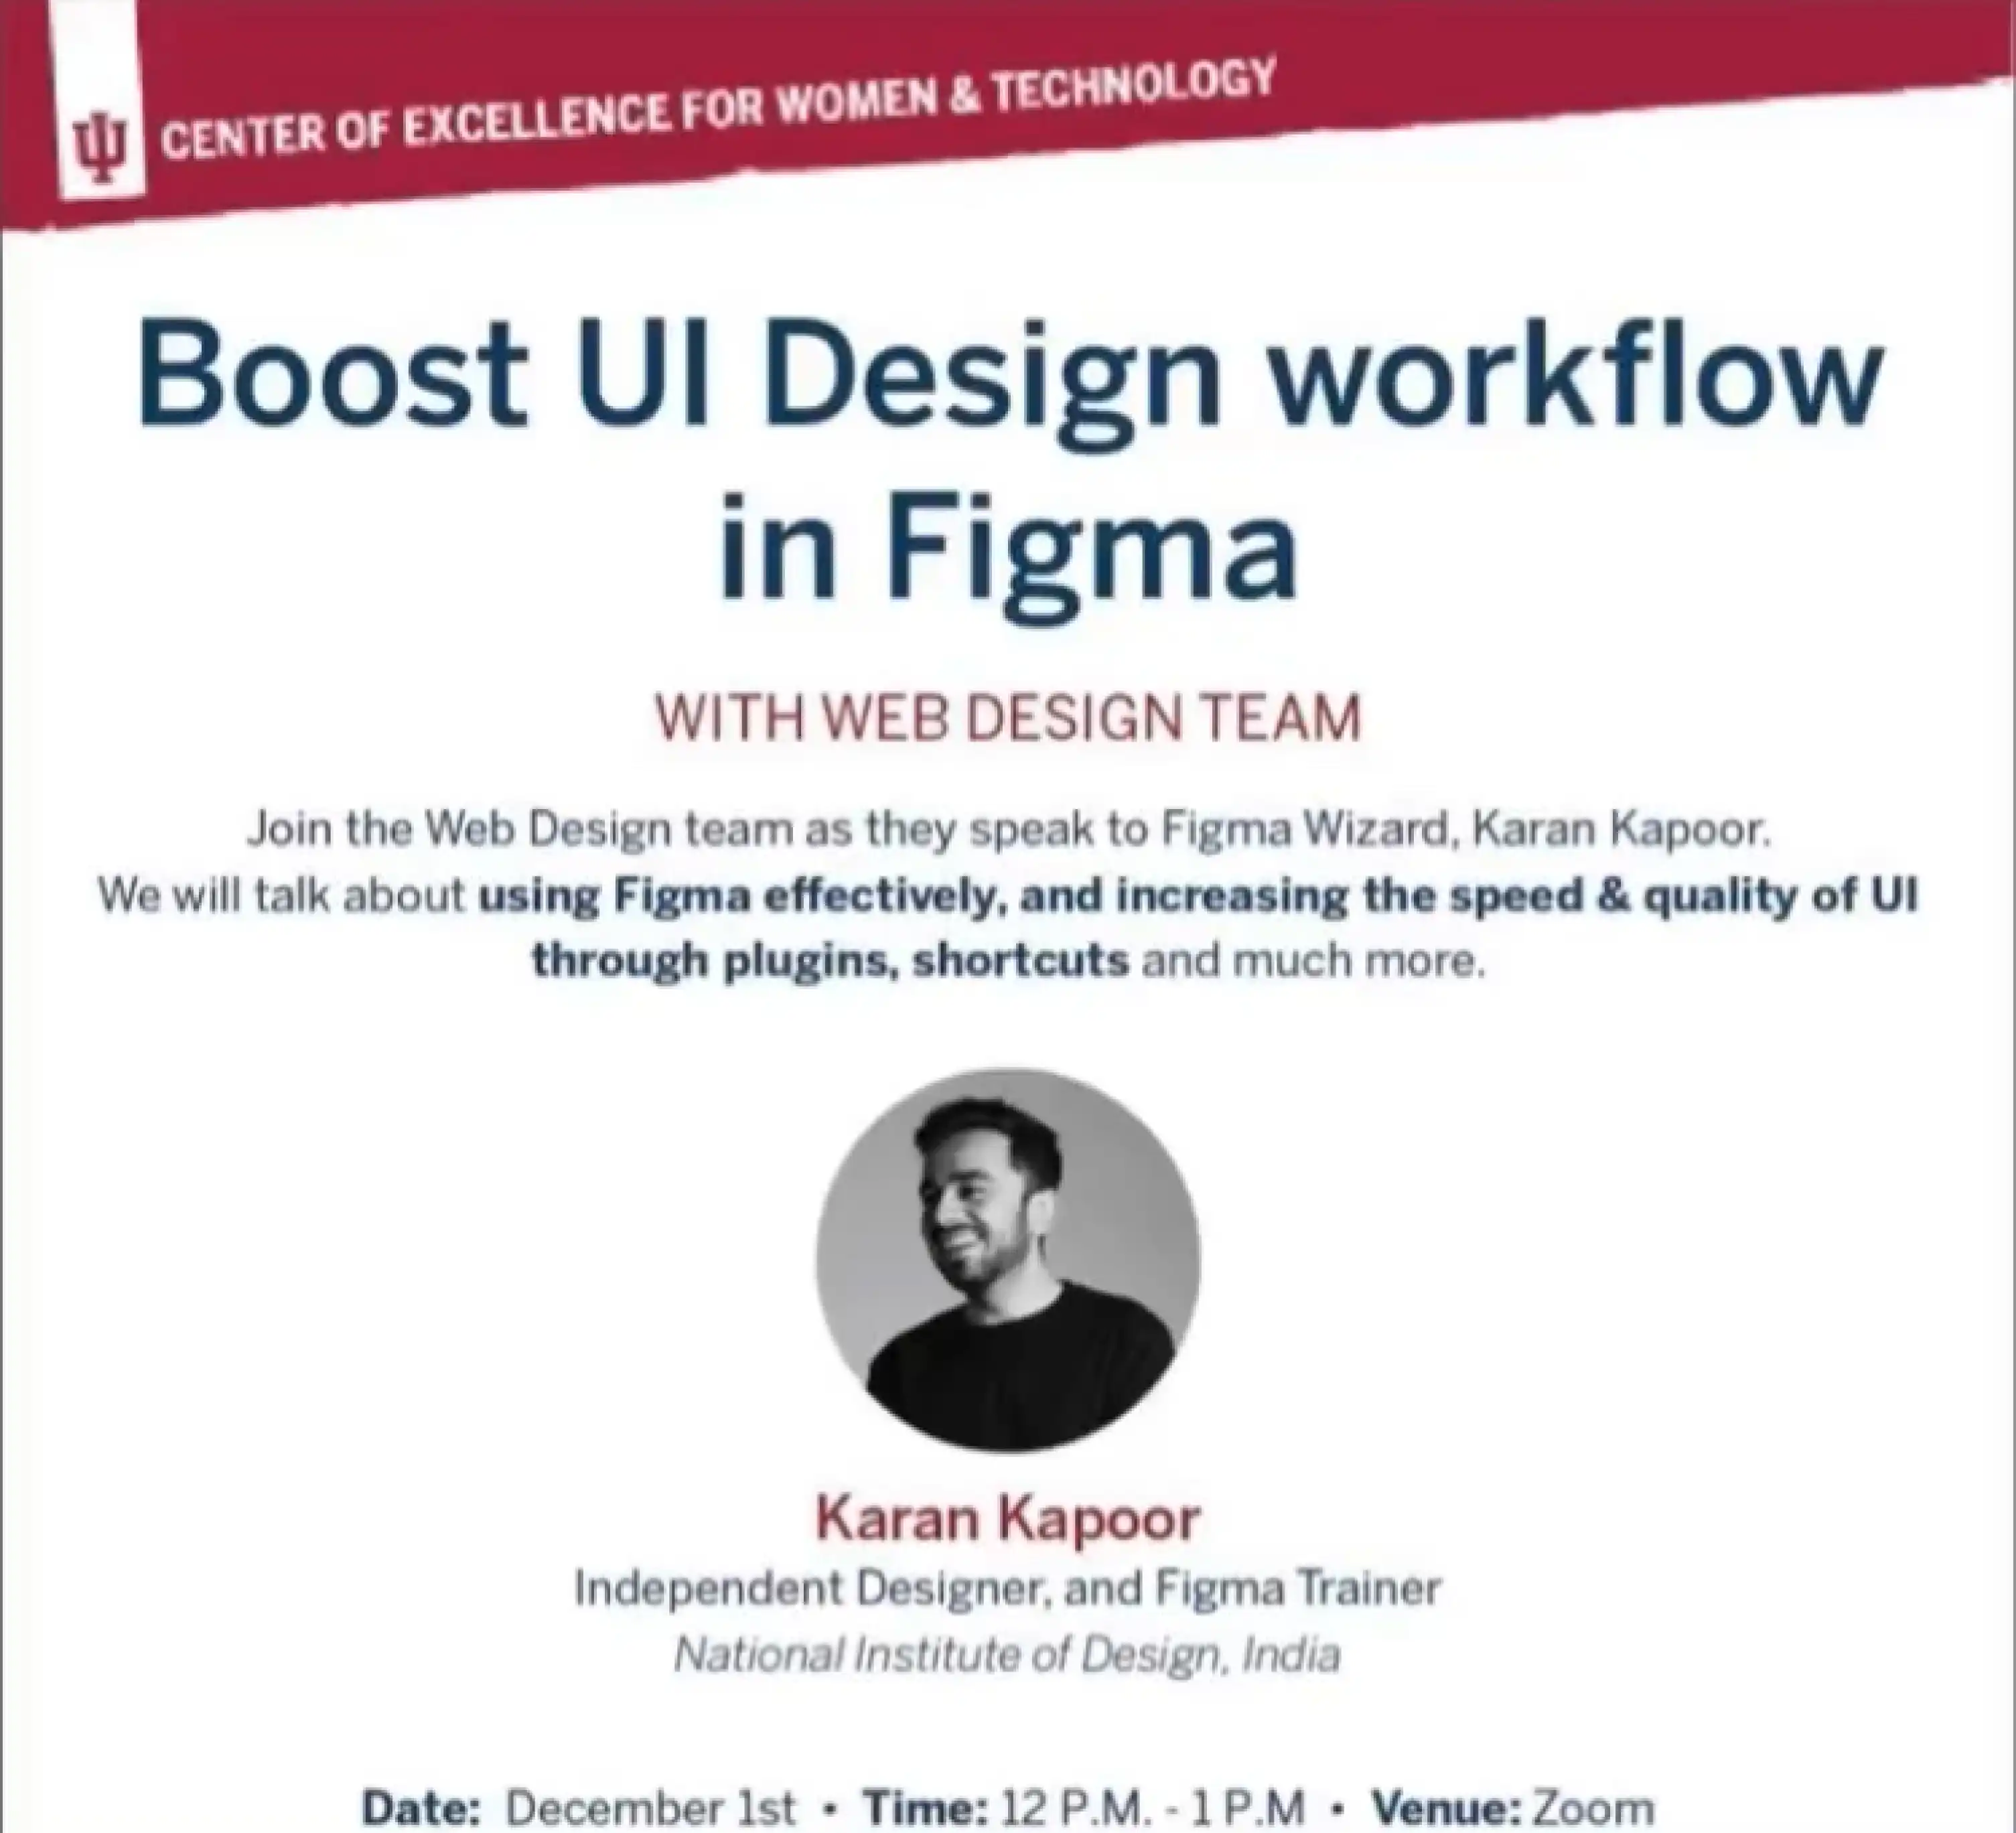 CENTER OF EXCELLENCE FOR WOMEN & TECHNOLOGY
Boost UI Design workflow
in Figma
WITH WEB DESIGN TEAM
Join the Web Design team as they speak to Figma Wizard, Karan Kapoor.
We will talk about using Figma effectively, and increasing the speed & quality of UI
through plugins, shortcuts and much more.
Karan Kapoor
Independent Designer, and Figma Trainer
National Institute of Design, India
Date: December 1st • Time: 12 P.M. - 1 P.M • Venue: Zoom